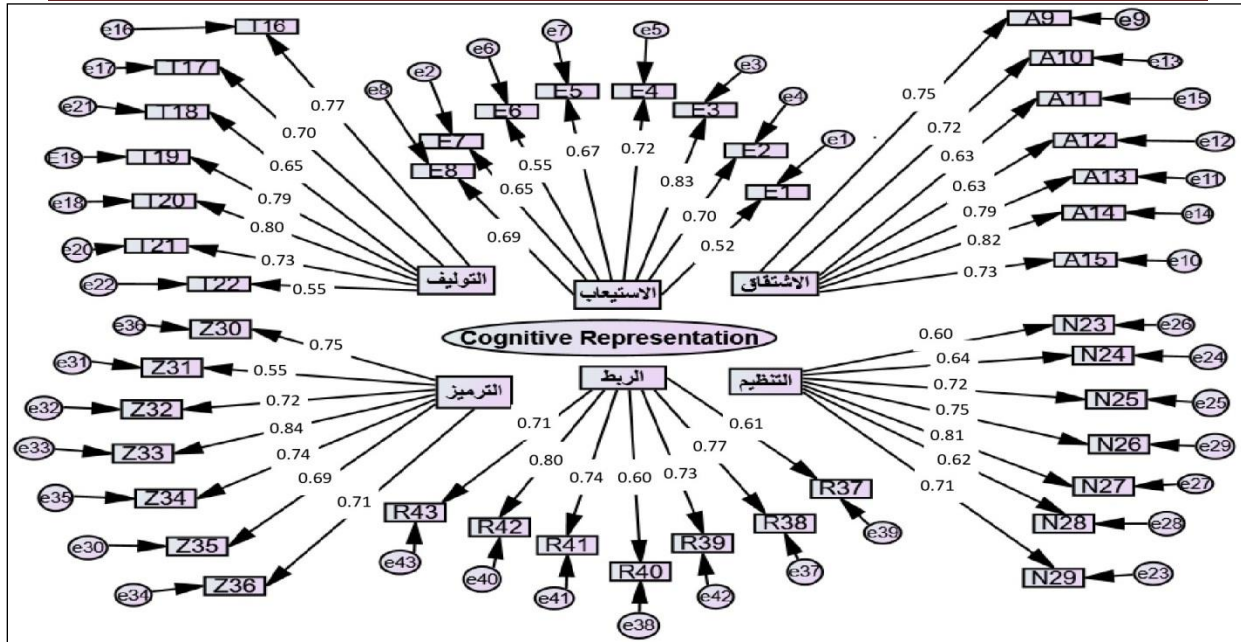 e16 T16
e17 T17
e21 T18
E19 T19
e18 T20
e20 T21
e22 T22
0.77
0.70
0.65
0.79
0.80
0.73
0.55
التوليف
e8 E8
e2 E7
e6 E6
e7 E5
e5 E4
e3 E3
e4 E2
e1 E1
0.69
0.65
0.55
0.67
0.72
0.83
0.70
0.52
الاستيعاب
A9 e9
A10 e13
A11 e15
A12 e12
A13 e11
A14 e14
A15 e10
0.75
0.72
0.63
0.63
0.79
0.82
0.73
الاشتقاق
Cognitive Representation
e36 Z30
e31 Z31
e32 Z32
e33 Z33
e35 Z34
e30 Z35
e34 Z36
0.75
0.55
0.72
0.84
0.74
0.69
0.71
الترميز
الربط
0.71
0.80
0.74
0.60
0.73
0.77
0.61
R43 e43
R42 e40
R41 e41
R40 e38
R39 e42
R38 e37
R37 e39
التنظيم
0.60
0.64
0.72
0.75
0.81
0.62
0.71
N23 e26
N24 e24
N25 e25
N26 e29
N27 e27
N28 e28
N29 e23